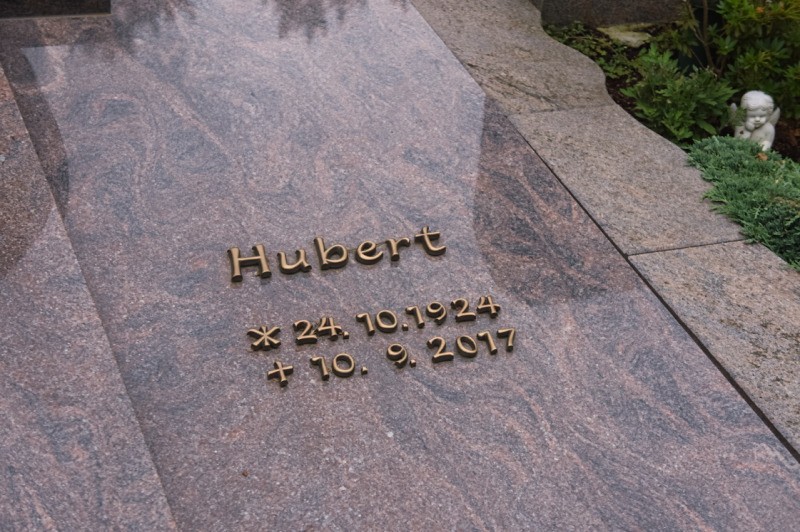 Hubert
* 24. 10. 1924
+ 10. 9. 2017